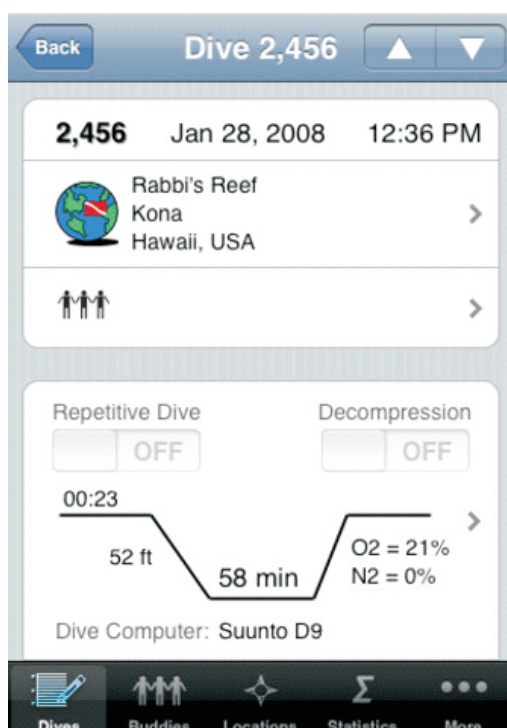 Back Dive 2,456
2,456 Jan 28, 2008 12:36 PM
Rabbi's Reef
Kona
Hawaii, USA
Repetitive Dive Decompression
OFF OFF
00:23
52 ft
58 min
O2 = 21%
N2 = 0%
Dive Computer: Suunto D9
Dives Buddies Locations Statistics More